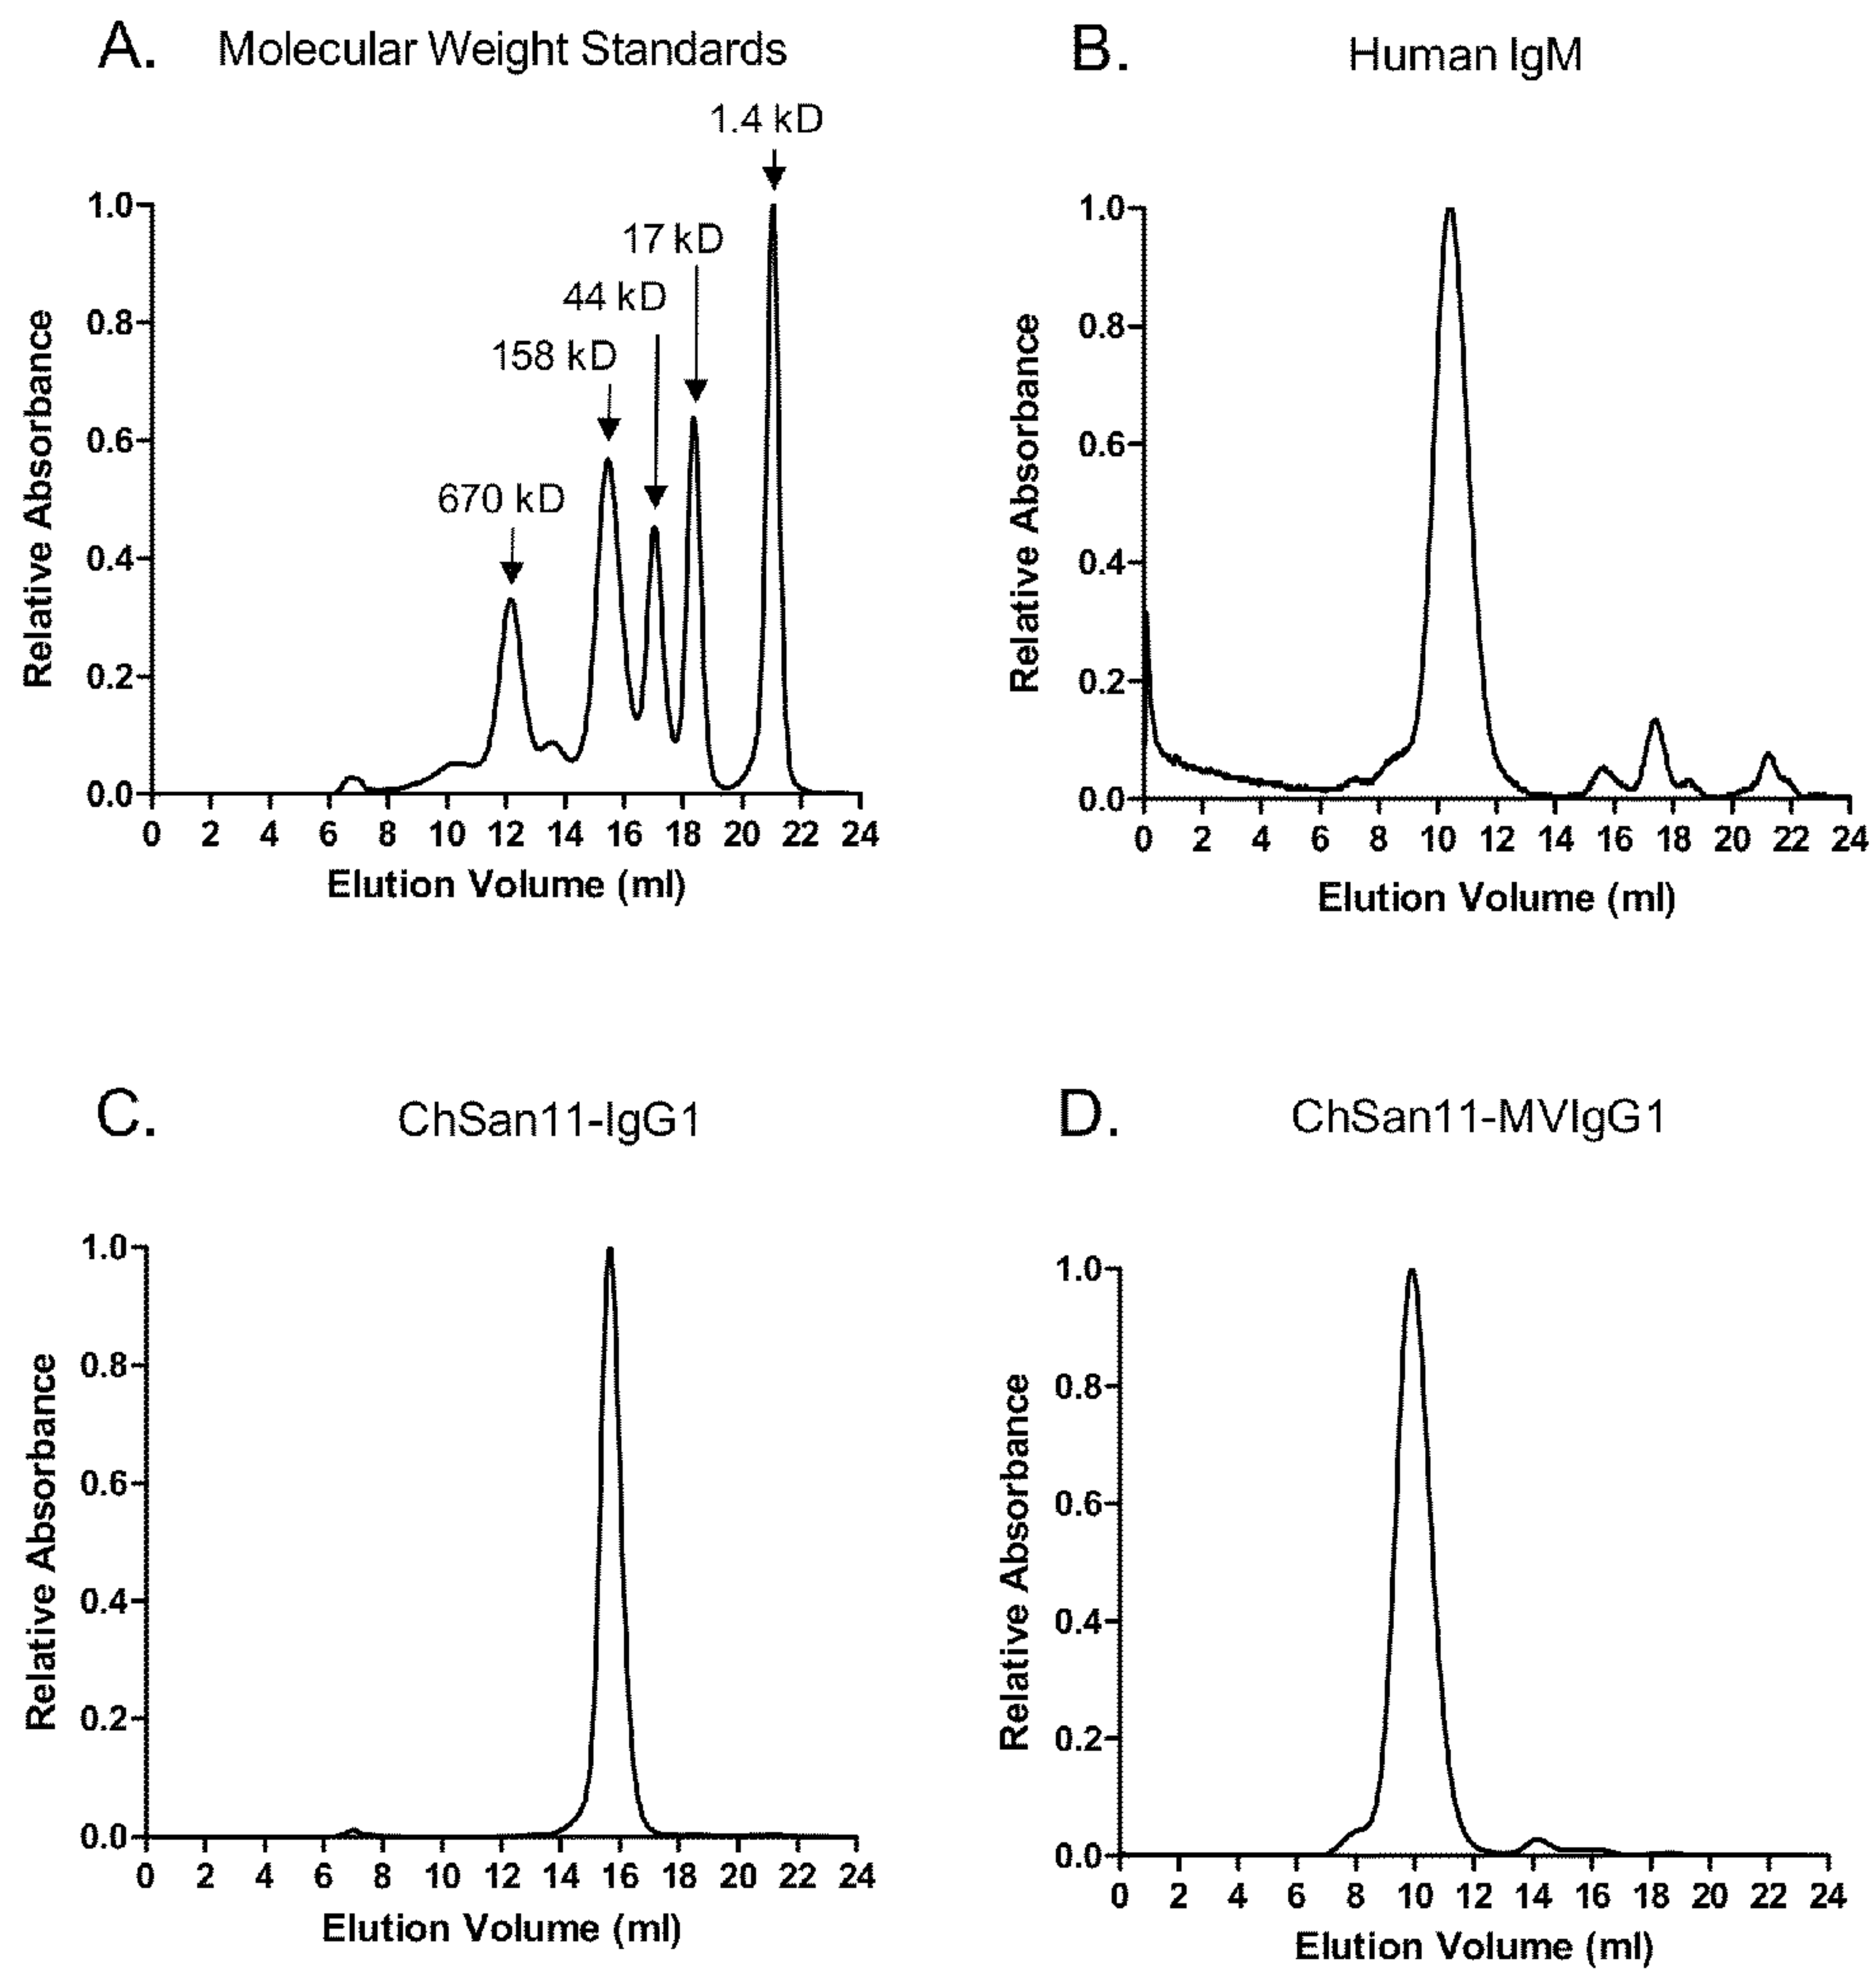 A. Molecular Weight Standards
1.4 kD
17 kD
44 kD
158 kD
670 kD
Relative Absorbance
1.0
0.8
0.6
0.4
0.2
0.0
0 2 4 6 8 10 12 14 16 18 20 22 24
Elution Volume (ml)
B. Human IgM
Relative Absorbance
1.0
0.8
0.6
0.4
0.2
0.0
0 2 4 6 8 10 12 14 16 18 20 22 24
Elution Volume (ml)
C. ChSan11-IgG1
Relative Absorbance
1.0
0.8
0.6
0.4
0.2
0.0
0 2 4 6 8 10 12 14 16 18 20 22 24
Elution Volume (ml)
D. ChSan11-MVIgG1
Relative Absorbance
1.0
0.8
0.6
0.4
0.2
0.0
0 2 4 6 8 10 12 14 16 18 20 22 24
Elution Volume (ml)